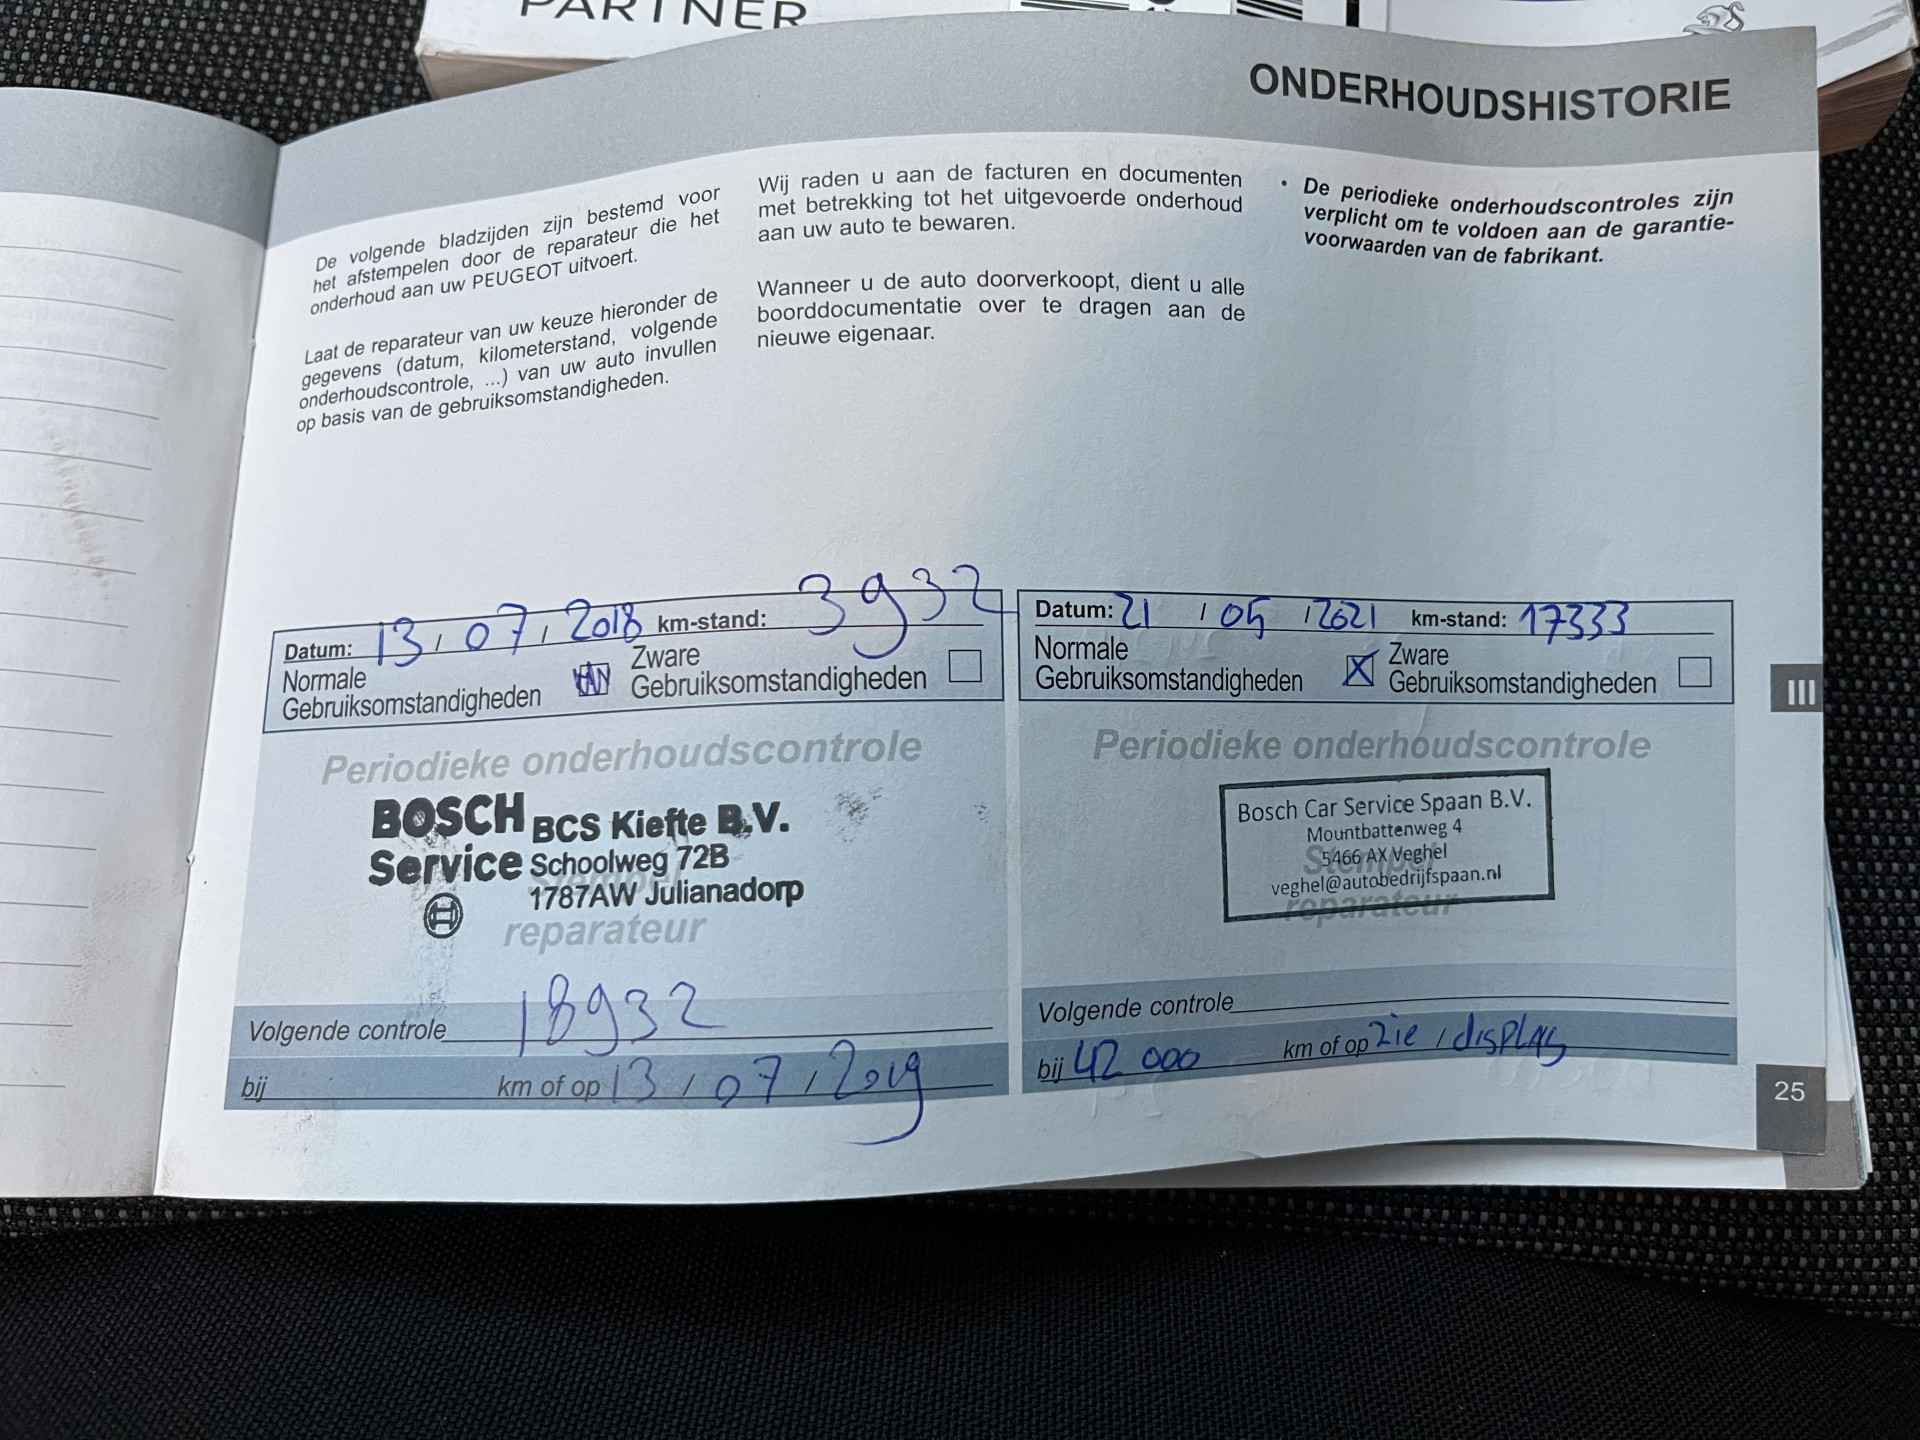 PARTNER
ONDERHOUDSHISTORIE
De volgende bladzijden zijn bestemd voor
het afstempelen door de reparateur die het
onderhoud aan uw PEUGEOT uitvoert.
Laat de reparateur van uw keuze hieronder de
gegevens (datum, kilometerstand, volgende
onderhoudscontrole, ...) van uw auto invullen
op basis van de gebruiksomstandigheden.
Wij raden u aan de facturen en documenten
met betrekking tot het uitgevoerde onderhoud
aan uw auto te bewaren.
Wanneer u de auto doorverkoopt, dient u alle
boorddocumentatie over te dragen aan de
nieuwe eigenaar.
• De periodieke onderhoudscontroles zijn
verplicht om te voldoen aan de garantie-
voorwaarden van de fabrikant.
Datum: 13 / 07 / 2018 km-stand: 3932
Normale
Gebruiksomstandigheden
Zware
Gebruiksomstandigheden
Periodieke onderhoudscontrole
BOSCH BCS Kiefte B.V.
Service Schoolweg 72B
Stempel
1787AW Julianadorp
reparateur
18932
Volgende controle
bij km of op 13 / 07 / 2019
Datum: 21 / 05 / 2021 km-stand: 17333
Normale
Gebruiksomstandigheden X
Zware
Gebruiksomstandigheden
Periodieke onderhoudscontrole
Bosch Car Service Spaan B.V.
Mountbattenweg 4
5466 AX Veghel
Stempel
veghel@autobedrijfspaan.nl
reparateur
Volgende controle
bij 42 000 km of op zie / display
III
25